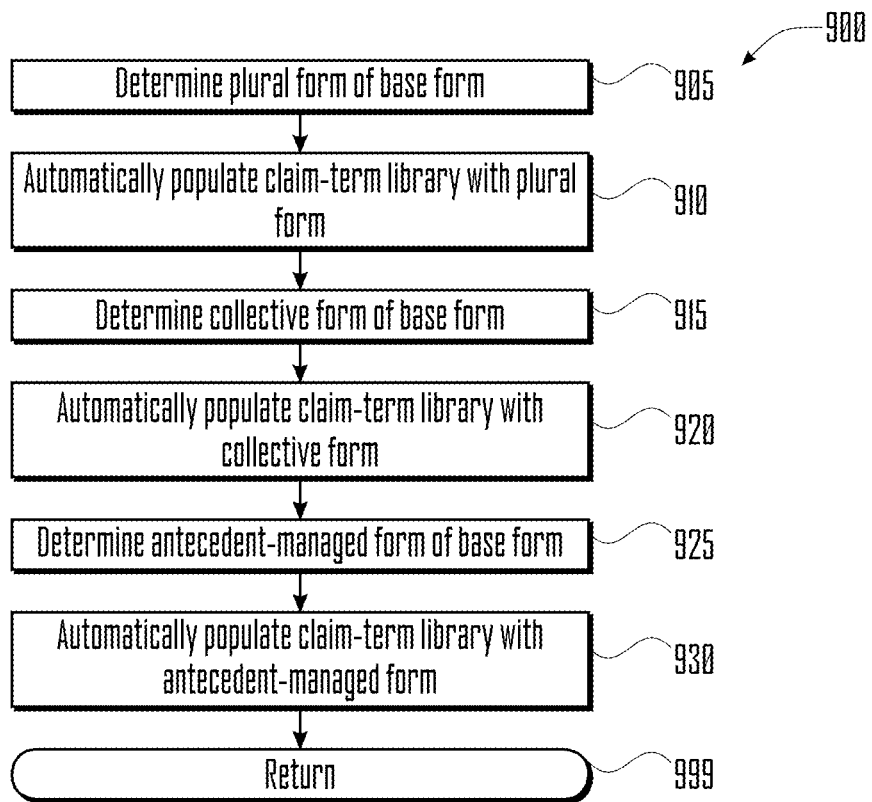 900
Determine plural form of base form
905
Automatically populate claim-term library with plural
form
910
Determine collective form of base form
915
Automatically populate claim-term library with
collective form
920
Determine antecedent-managed form of base form
925
Automatically populate claim-term library with
antecedent-managed form
930
Return
999